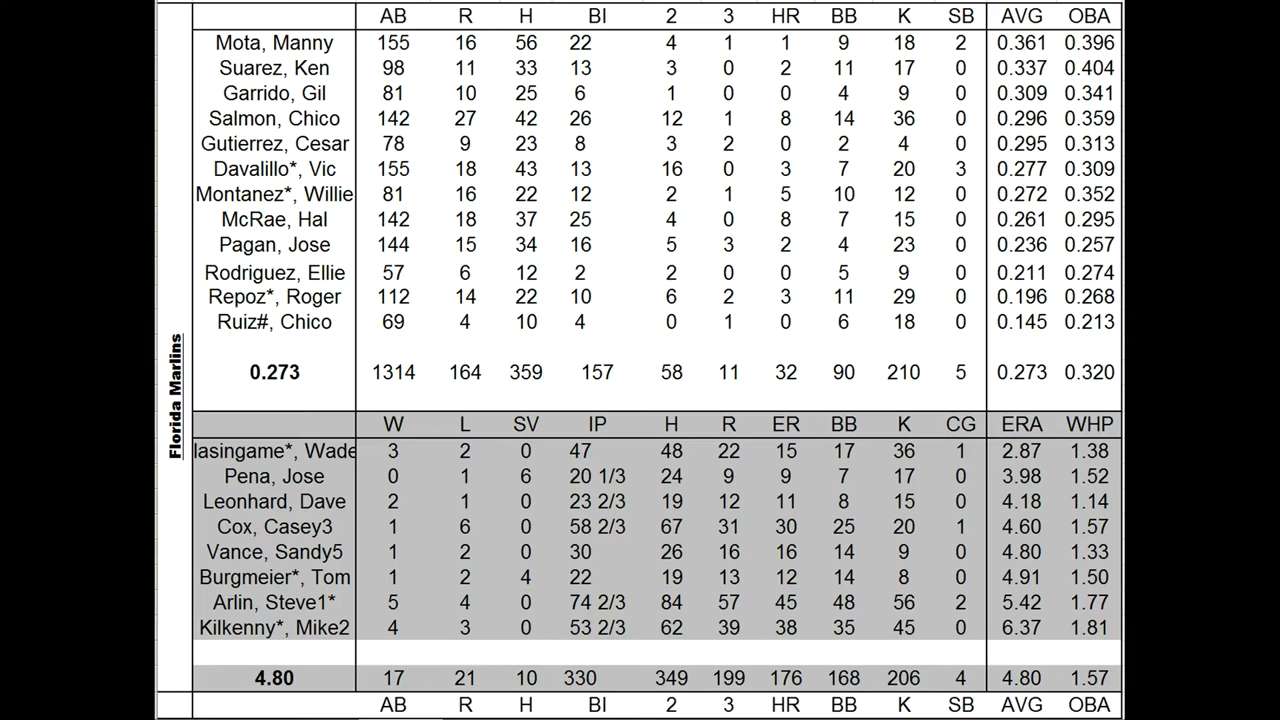 AB R H BI 2 3 HR BB K SB AVG OBA
Mota, Manny 155 16 56 22 4 1 1 9 18 2 0.361 0.396
Suarez, Ken 98 11 33 13 3 0 2 11 17 0 0.337 0.404
Garrido, Gil 81 10 25 6 1 0 0 4 9 0 0.309 0.341
Salmon, Chico 142 27 42 26 12 1 8 14 36 0 0.296 0.359
Gutierrez, Cesar 78 9 23 8 3 2 0 2 4 0 0.295 0.313
Davalillo*, Vic 155 18 43 13 16 0 3 7 20 3 0.277 0.309
Montanez*, Willie 81 16 22 12 2 1 5 10 12 0 0.272 0.352
McRae, Hal 142 18 37 25 4 0 8 7 15 0 0.261 0.295
Pagan, Jose 144 15 34 16 5 3 2 4 23 0 0.236 0.257
Rodriguez, Ellie 57 6 12 2 2 0 0 5 9 0 0.211 0.274
Repoz*, Roger 112 14 22 10 6 2 3 11 29 0 0.196 0.268
Ruiz#, Chico 69 4 10 4 0 1 0 6 18 0 0.145 0.213
0.273 1314 164 359 157 58 11 32 90 210 5 0.273 0.320
Florida Marlins
W L SV IP H R ER BB K CG ERA WHP
lasingame*, Wade 3 2 0 47 48 22 15 17 36 1 2.87 1.38
Pena, Jose 0 1 6 20 1/3 24 9 9 7 17 0 3.98 1.52
Leonhard, Dave 2 1 0 23 2/3 19 12 11 8 15 0 4.18 1.14
Cox, Casey3 1 6 0 58 2/3 67 31 30 25 20 1 4.60 1.57
Vance, Sandy5 1 2 0 30 26 16 16 14 9 0 4.80 1.33
Burgmeier*, Tom 1 2 4 22 19 13 12 14 8 0 4.91 1.50
Arlin, Steve1* 5 4 0 74 2/3 84 57 45 48 56 2 5.42 1.77
Kilkenny*, Mike2 4 3 0 53 2/3 62 39 38 35 45 0 6.37 1.81
4.80 17 21 10 330 349 199 176 168 206 4 4.80 1.57
AB R H BI 2 3 HR BB K SB AVG OBA